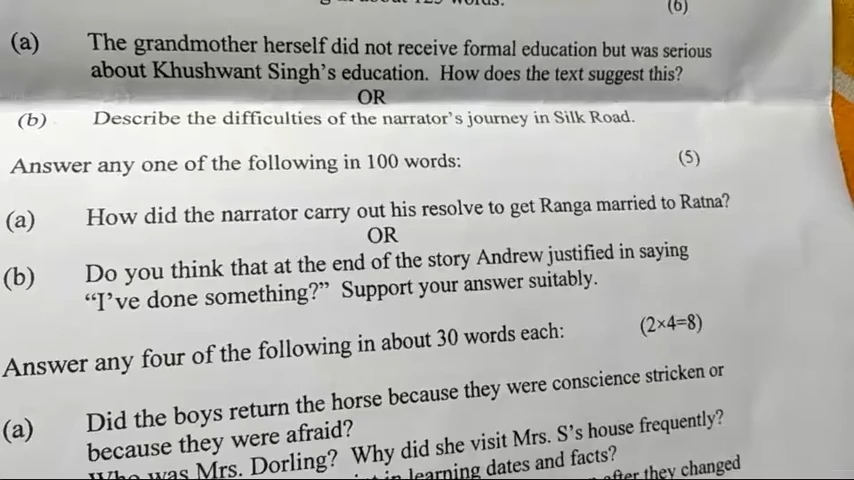 (6)
(a) The grandmother herself did not receive formal education but was serious
about Khushwant Singh's education. How does the text suggest this?
OR
(b) Describe the difficulties of the narrator's journey in Silk Road.
Answer any one of the following in 100 words: (5)
(a) How did the narrator carry out his resolve to get Ranga married to Ratna?
OR
(b) Do you think that at the end of the story Andrew justified in saying
“I've done something?” Support your answer suitably.
Answer any four of the following in about 30 words each: (2×4=8)
(a) Did the boys return the horse because they were conscience stricken or
because they were afraid?
Who was Mrs. Dorling? Why did she visit Mrs. S's house frequently?
in learning dates and facts?
after they changed